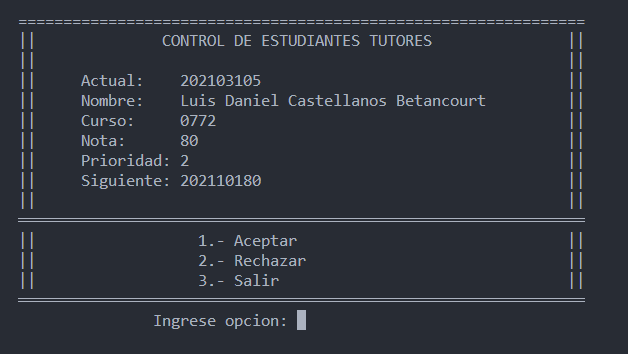 ===============================================================
||              CONTROL DE ESTUDIANTES TUTORES               ||
||                                                           ||
||     Actual:    202103105                                  ||
||     Nombre:    Luis Daniel Castellanos Betancourt         ||
||     Curso:     0772                                       ||
||     Nota:      80                                         ||
||     Prioridad: 2                                          ||
||     Siguiente: 202110180                                  ||
||                                                           ||
===============================================================
||                  1.- Aceptar                              ||
||                  2.- Rechazar                             ||
||                  3.- Salir                                ||
===============================================================
               Ingrese opcion: